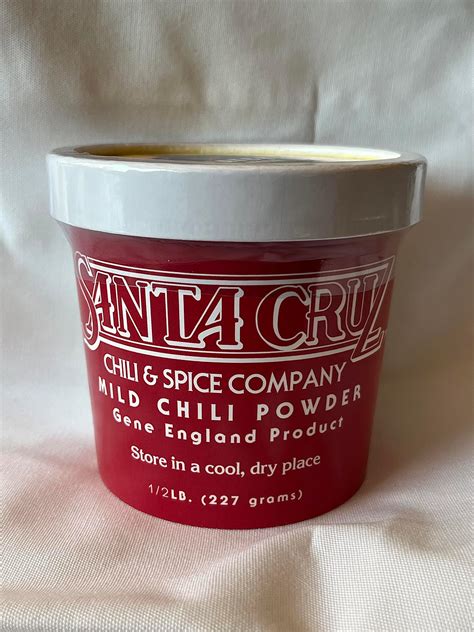 SANTA CRUZ
CHILI & SPICE COMPANY
MILD CHILI POWDER
Gene England Product
Store in a cool, dry place
1/2LB. (227 grams)